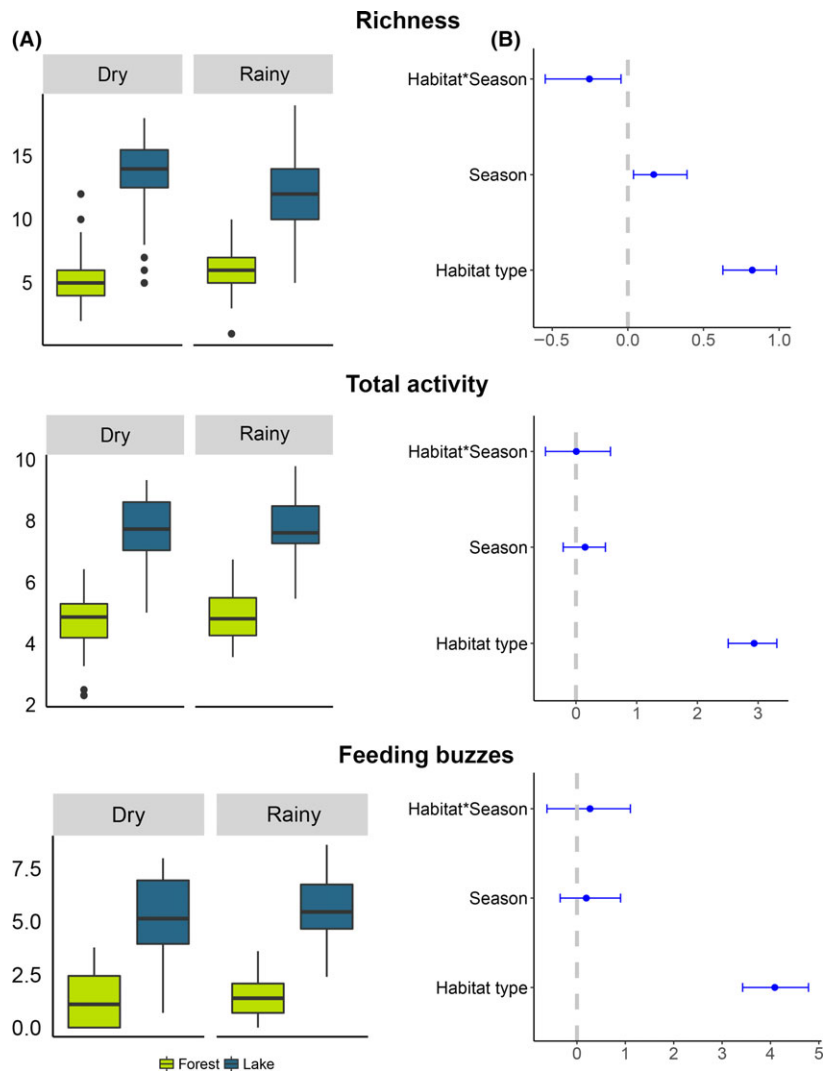 Richness
(A)
(B)
Dry
Rainy
15
10
5
Habitat*Season
Season
Habitat type
−0.5
0.0
0.5
1.0
Total activity
Dry
Rainy
10
8
6
4
2
Habitat*Season
Season
Habitat type
0
1
2
3
Feeding buzzes
Dry
Rainy
7.5
5.0
2.5
0.0
Forest
Lake
Habitat*Season
Season
Habitat type
0
1
2
3
4
5